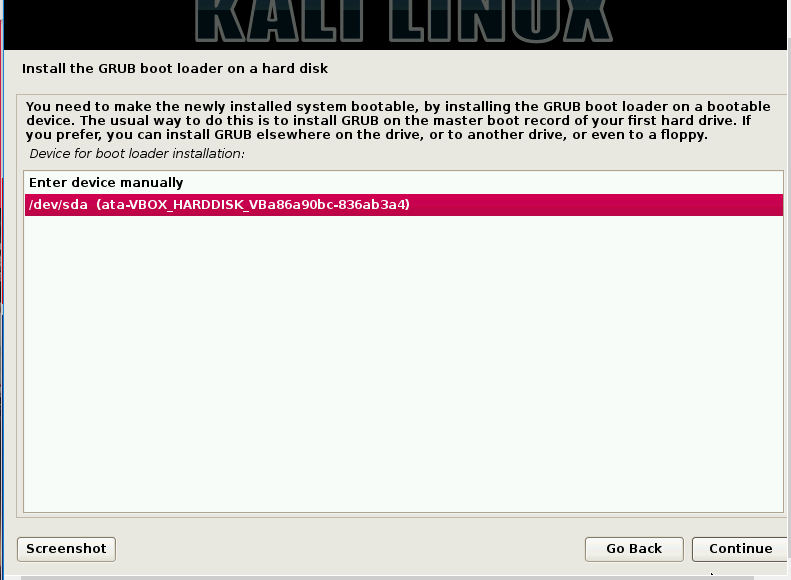 KALI LINUX
Install the GRUB boot loader on a hard disk
You need to make the newly installed system bootable, by installing the GRUB boot loader on a bootable
device. The usual way to do this is to install GRUB on the master boot record of your first hard drive. If
you prefer, you can install GRUB elsewhere on the drive, or to another drive, or even to a floppy.
Device for boot loader installation:
Enter device manually
/dev/sda  (ata-VBOX_HARDDISK_VBa86a90bc-836ab3a4)
Screenshot
Go Back
Continue